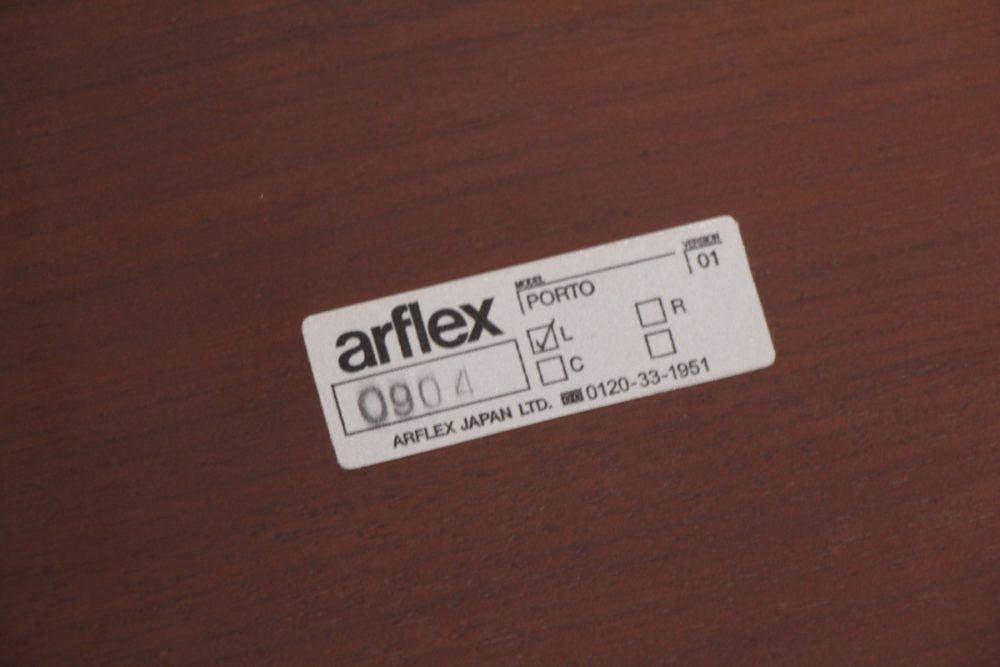 arflex
0904
MODEL
PORTO
VERSION
01
L
R
C
ARFLEX JAPAN LTD. 0120-33-1951